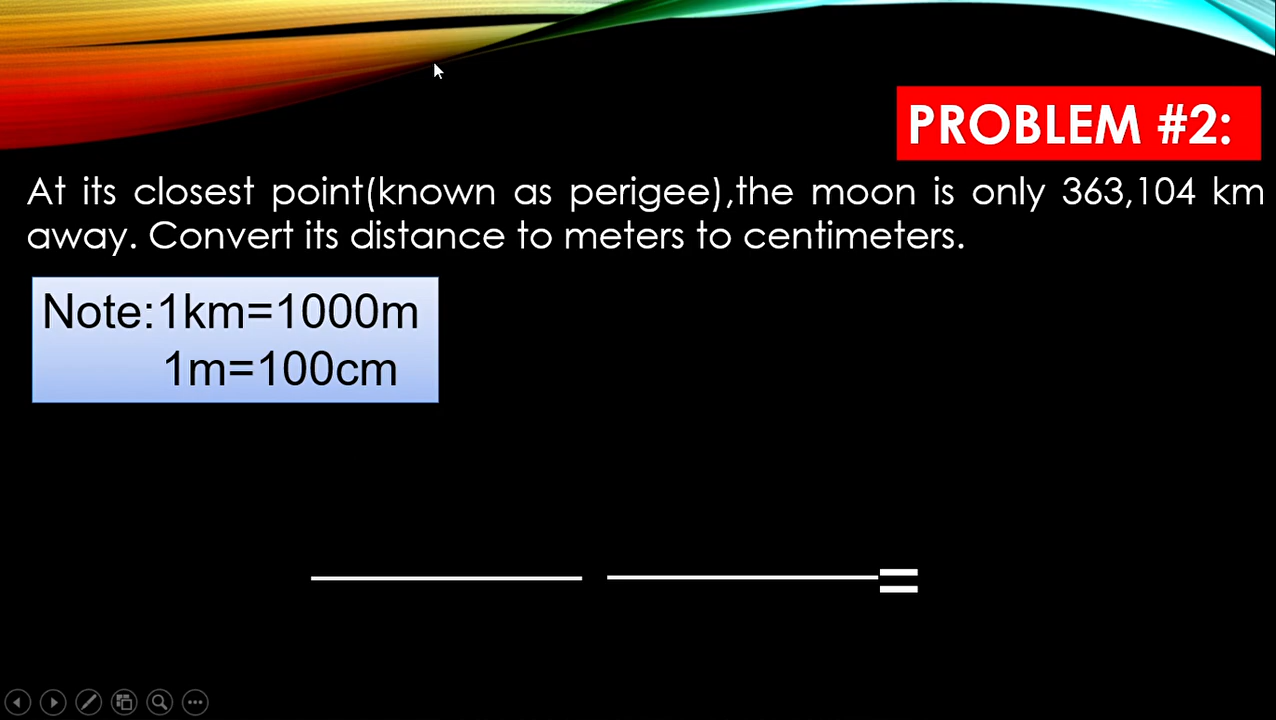 PROBLEM #2:
At its closest point(known as perigee),the moon is only 363,104 km
away. Convert its distance to meters to centimeters.
Note:1km=1000m
1m=100cm
=